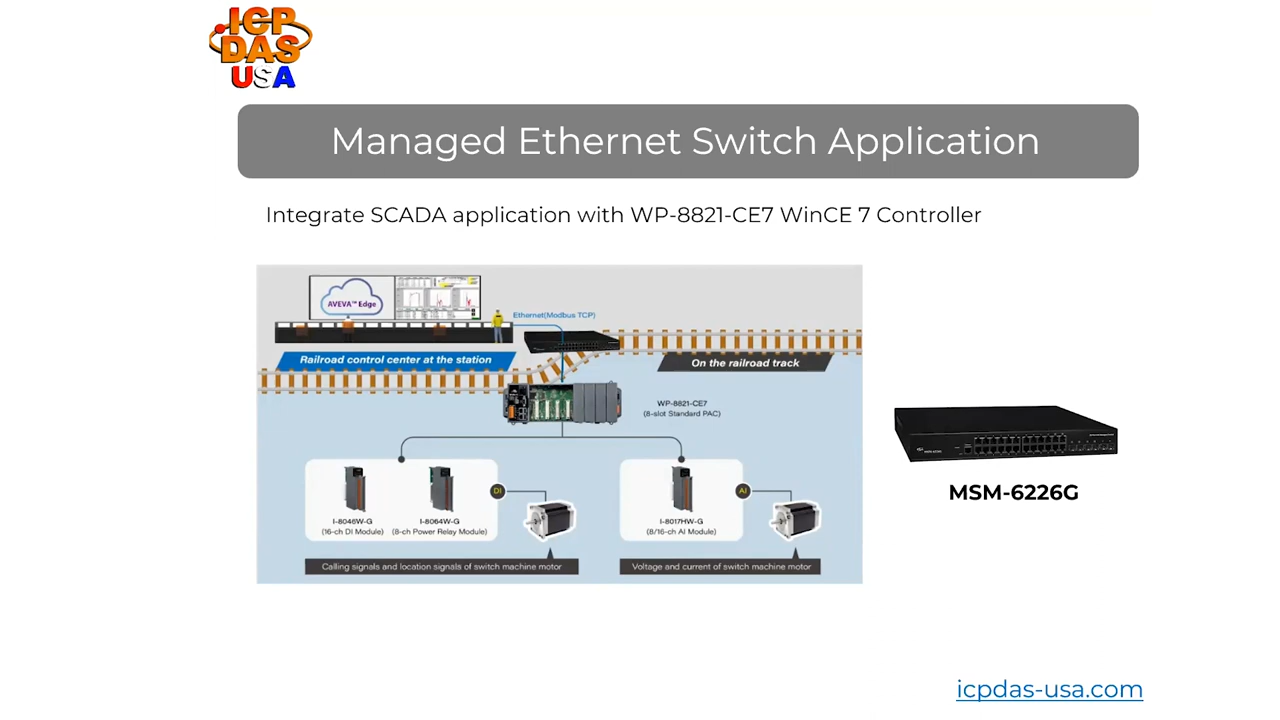 ICP
DAS
USA
Managed Ethernet Switch Application
Integrate SCADA application with WP-8821-CE7 WinCE 7 Controller
AVEVA™ Edge
Ethernet(Modbus TCP)
Railroad control center at the station
On the railroad track
WP-8821-CE7
(8-slot Standard PAC)
I-8046W-G
(16-ch DI Module)
I-8064W-G
(8-ch Power Relay Module)
DI
I-8017HW-G
(8/16-ch AI Module)
AI
Calling signals and location signals of switch machine motor
Voltage and current of switch machine motor
MSM-6226G
icpdas-usa.com